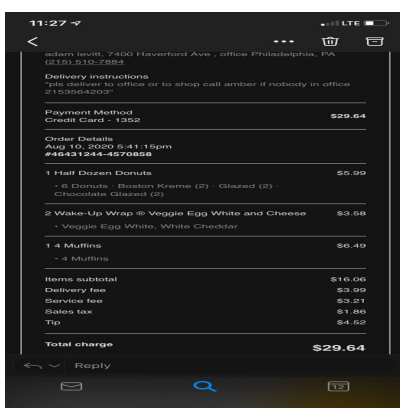 11:27
LTE
adam levitt, 7400 Haverford Ave , office Philadelphia, PA
(215) 510-7884
Delivery instructions
"pls deliver to office or to shop call amber if nobody in office
2153564203"
Payment Method
Credit Card - 1352 $29.64
Order Details
Aug 10, 2020 5:41:15pm
#46431244-4570858
1 Half Dozen Donuts $5.99
• 6 Donuts · Boston Kreme (2) · Glazed (2) ·
Chocolate Glazed (2)
2 Wake-Up Wrap ® Veggie Egg White and Cheese $3.58
• Veggie Egg White, White Cheddar
1 4 Muffins $6.49
• 4 Muffins
Items subtotal $16.06
Delivery fee $3.99
Service fee $3.21
Sales tax $1.86
Tip $4.52
Total charge $29.64
Reply
12